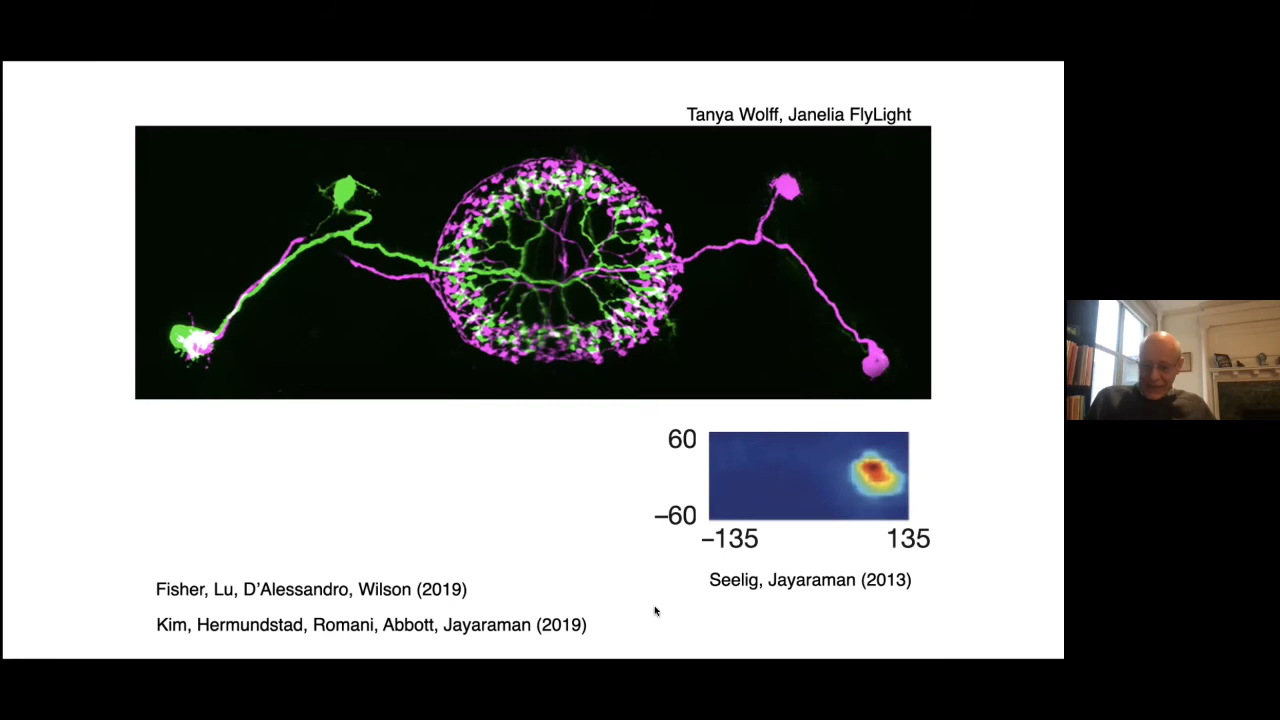 Tanya Wolff, Janelia FlyLight
60
–60
–135
135
Seelig, Jayaraman (2013)
Fisher, Lu, D’Alessandro, Wilson (2019)
Kim, Hermundstad, Romani, Abbott, Jayaraman (2019)